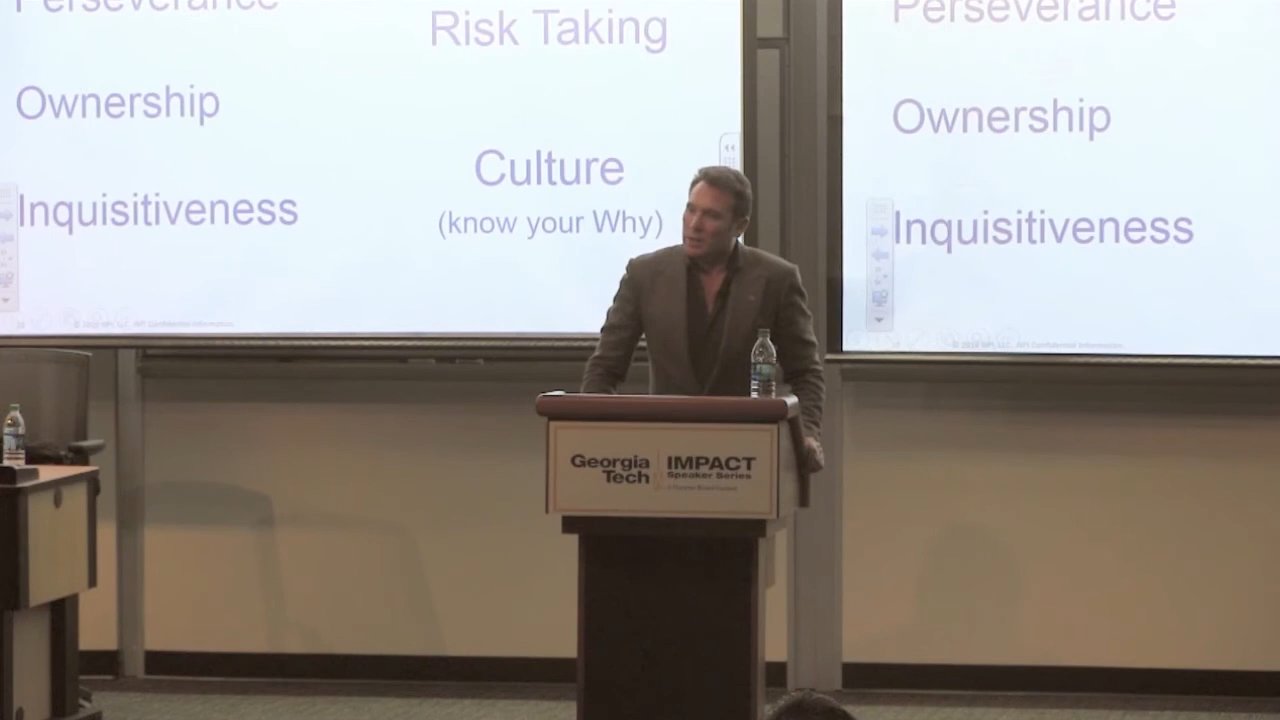 Perseverance
Risk Taking
Ownership
Culture
(know your Why)
Inquisitiveness
Perseverance
Ownership
Inquisitiveness
Georgia
Tech
IMPACT
Speaker Series